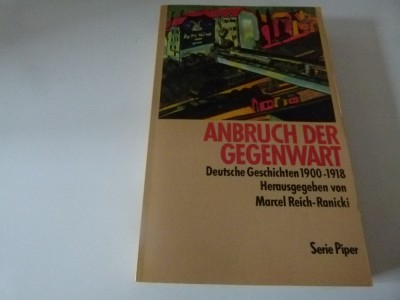 ANBRUCH DER
GEGENWART
Deutsche Geschichten 1900-1918
Herausgegeben von
Marcel Reich-Ranicki
Serie Piper